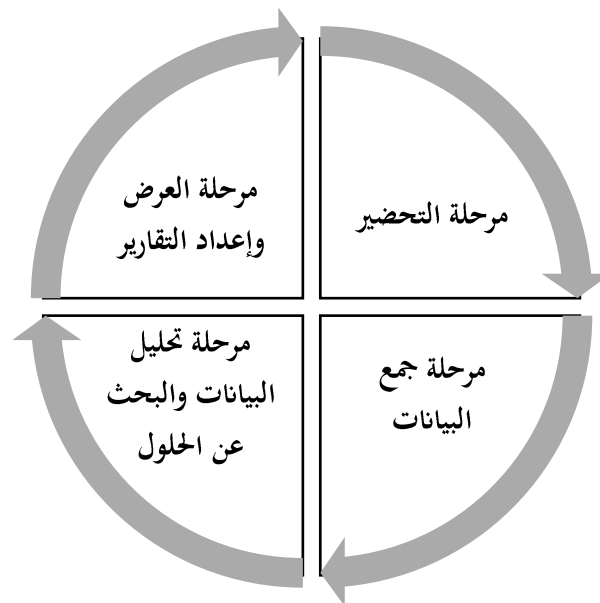 مرحلة التحضير
مرحلة جمع
البيانات
مرحلة تحليل
البيانات والبحث
عن الحلول
مرحلة العرض
وإعداد التقارير